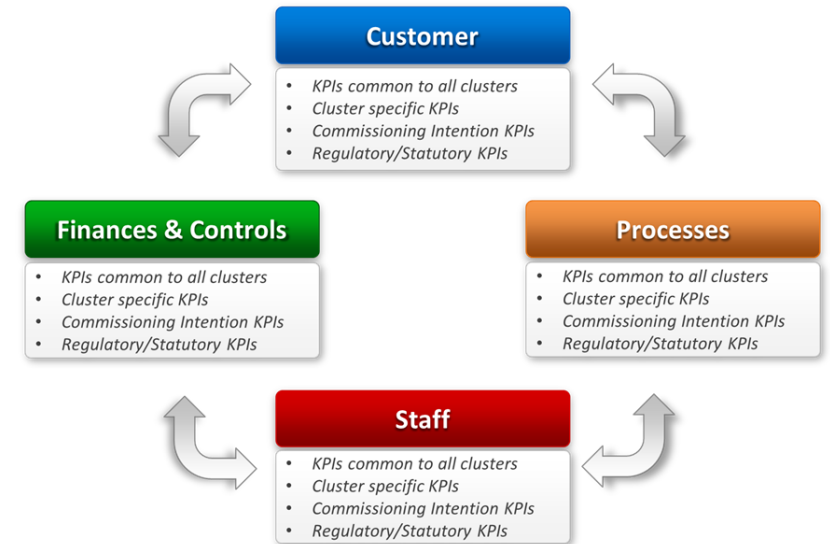 Customer
• KPIs common to all clusters
• Cluster specific KPIs
• Commissioning Intention KPIs
• Regulatory/Statutory KPIs
Finances & Controls
• KPIs common to all clusters
• Cluster specific KPIs
• Commissioning Intention KPIs
• Regulatory/Statutory KPIs
Processes
• KPIs common to all clusters
• Cluster specific KPIs
• Commissioning Intention KPIs
• Regulatory/Statutory KPIs
Staff
• KPIs common to all clusters
• Cluster specific KPIs
• Commissioning Intention KPIs
• Regulatory/Statutory KPIs